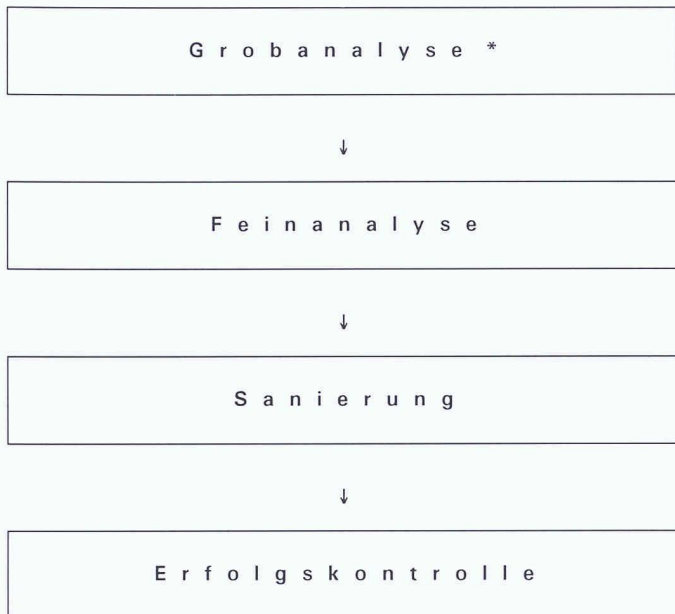 Grobanalyse *
↓
Feinanalyse
↓
Sanierung
↓
Erfolgskontrolle